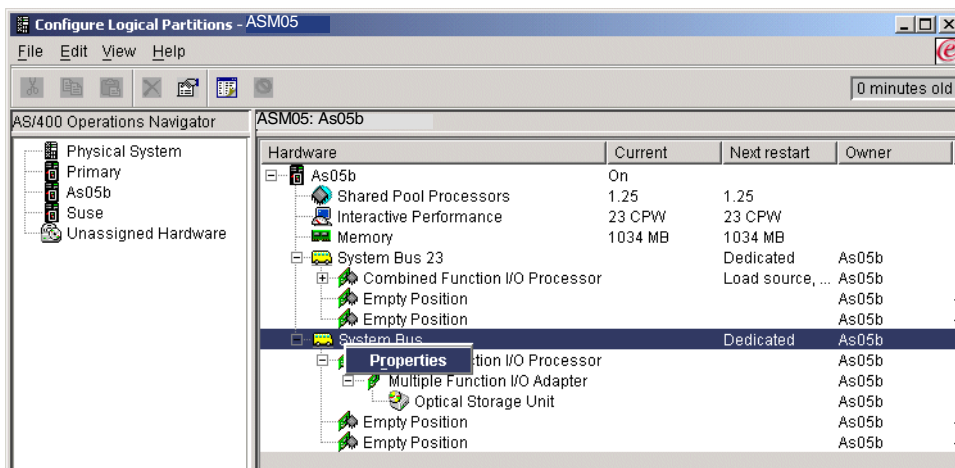 Configure Logical Partitions - ASM05
File Edit View Help
0 minutes old
AS/400 Operations Navigator
ASM05: As05b
Physical System
Primary
As05b
Suse
Unassigned Hardware
Hardware Current Next restart Owner
As05b On
Shared Pool Processors 1.25 1.25
Interactive Performance 23 CPW 23 CPW
Memory 1034 MB 1034 MB
System Bus 23 Dedicated As05b
Combined Function I/O Processor Load source, ... As05b
Empty Position As05b
Empty Position As05b
System Bus Dedicated As05b
Properties
ction I/O Processor As05b
Multiple Function I/O Adapter As05b
Optical Storage Unit As05b
Empty Position As05b
Empty Position As05b